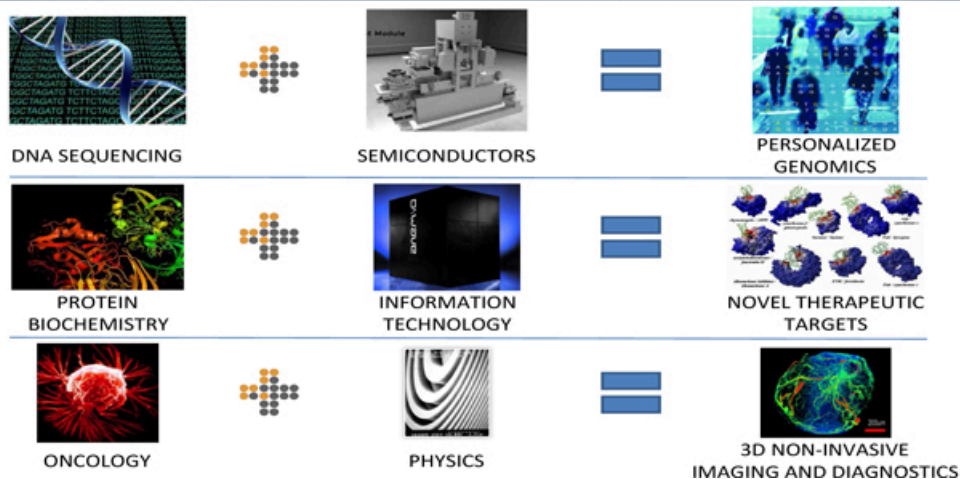 DNA SEQUENCING
SEMICONDUCTORS
PERSONALIZED
GENOMICS
PROTEIN
BIOCHEMISTRY
INFORMATION
TECHNOLOGY
NOVEL THERAPEUTIC
TARGETS
ONCOLOGY
PHYSICS
3D NON-INVASIVE
IMAGING AND DIAGNOSTICS